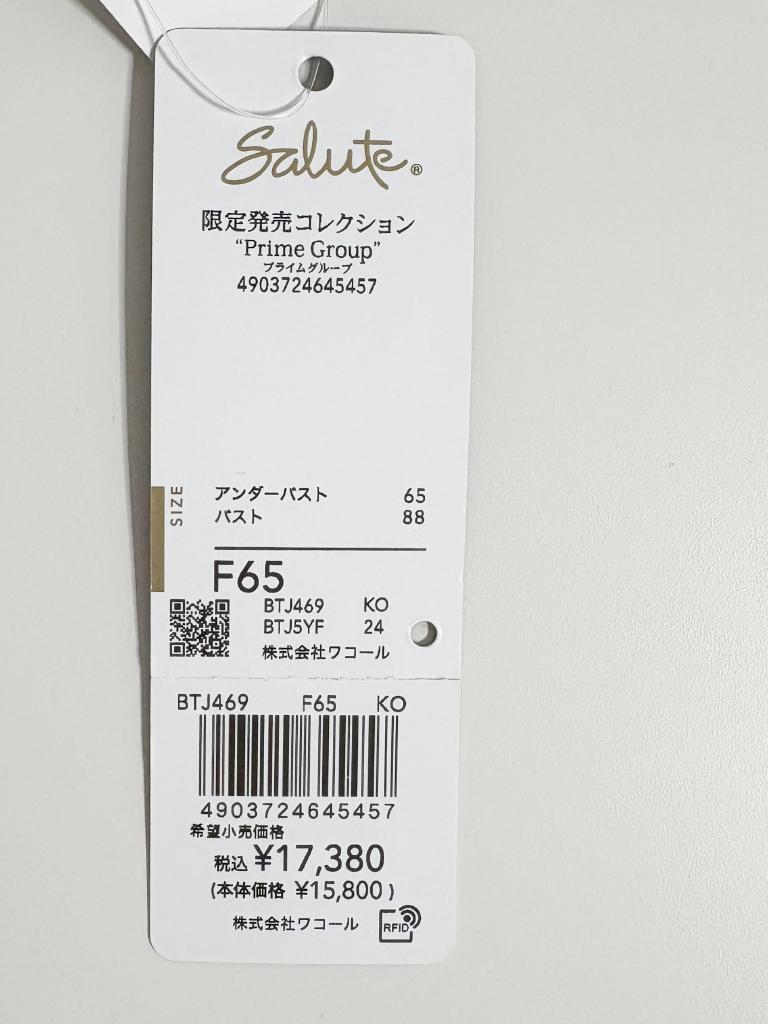 Salute®
限定発売コレクション
“Prime Group”
プライムグループ
4903724645457
SIZE
アンダーバスト 65
バスト 88
F65
BTJ469 KO
BTJ5YF 24
株式会社ワコール
BTJ469 F65 KO
4903724645457
希望小売価格
税込 ¥17,380
(本体価格 ¥15,800)
株式会社ワコール
RFID